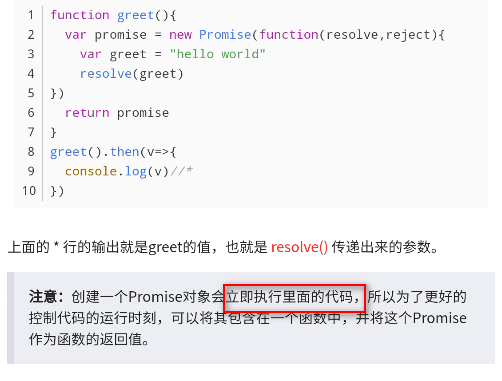 1 function greet(){
2 var promise = new Promise(function(resolve,reject){
3 var greet = "hello world"
4 resolve(greet)
5 })
6 return promise
7 }
8 greet().then(v=>{
9 console.log(v)//*
10 })
上面的 * 行的输出就是greet的值，也就是 resolve() 传递出来的参数。
注意：创建一个Promise对象会立即执行里面的代码，所以为了更好的
控制代码的运行时刻，可以将其包含在一个函数中，并将这个Promise
作为函数的返回值。